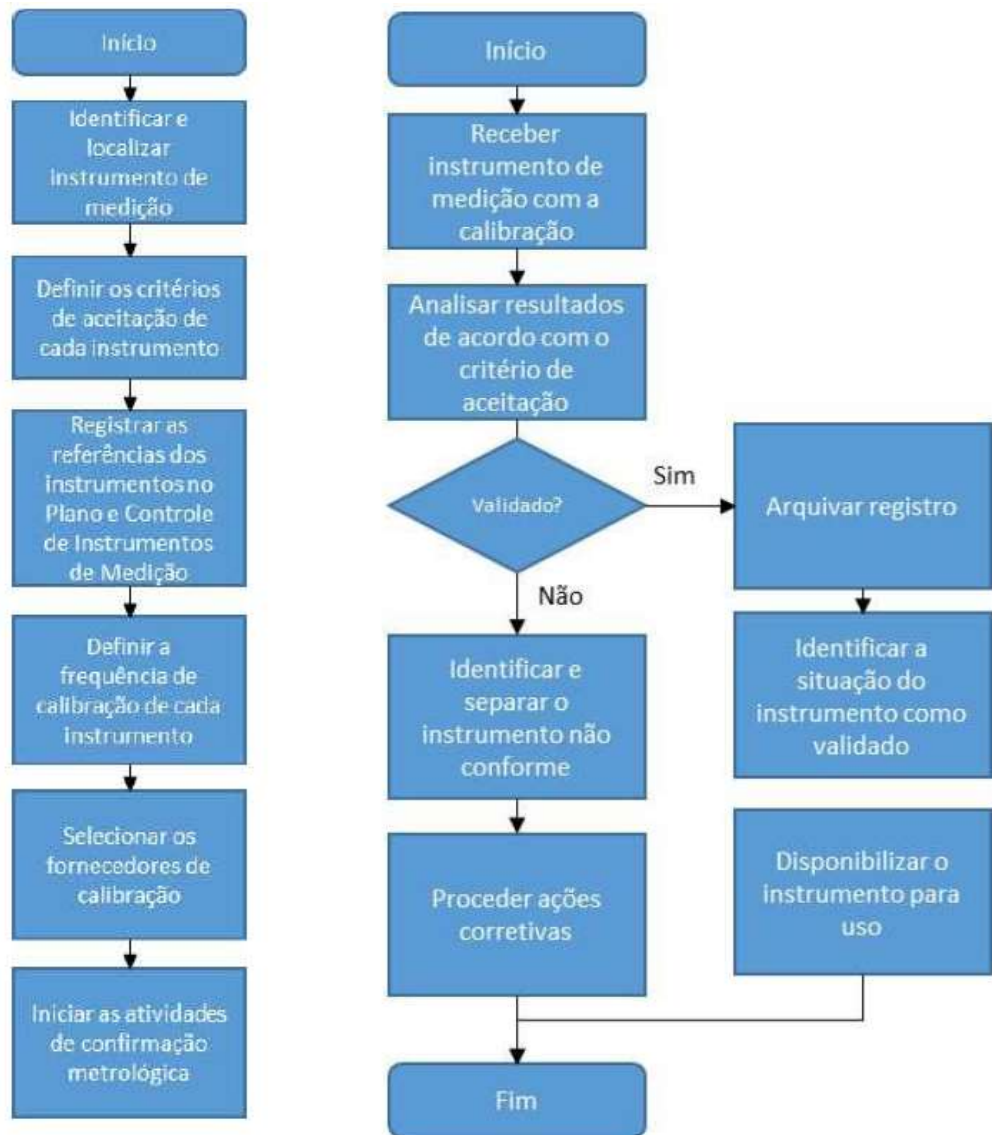 Início
Identificar e
localizar
instrumento de
medição
Definir os critérios
de aceitação de
cada instrumento
Registrar as
referências dos
instrumentos no
Plano e Controle
de Instrumentos
de Medição
Definir a
frequência de
calibração de cada
instrumento
Selecionar os
fornecedores de
calibração
Iniciar as atividades
de confirmação
metrológica
Início
Receber
instrumento de
medição com a
calibração
Analisar resultados
de acordo com o
critério de
aceitação
Validado?
Sim
Não
Arquivar registro
Identificar a
situação do
instrumento como
validado
Disponibilizar o
instrumento para
uso
Identificar e
separar o
instrumento não
conforme
Proceder ações
corretivas
Fim